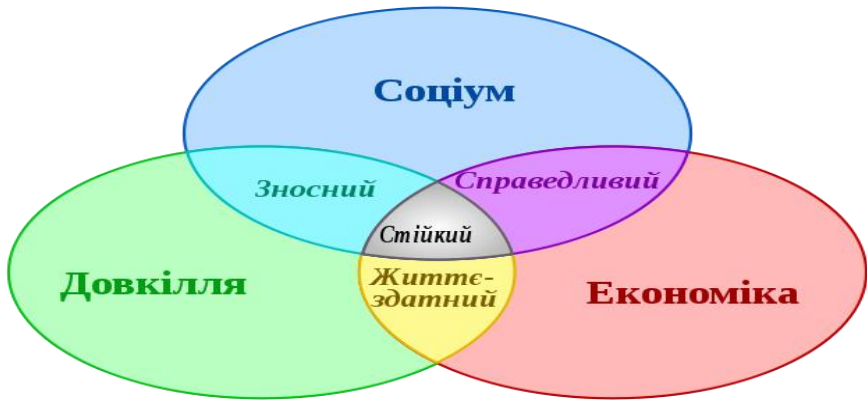 Соціум
Зносний
Справедливий
Стійкий
Довкілля
Життє-
здатний
Економіка